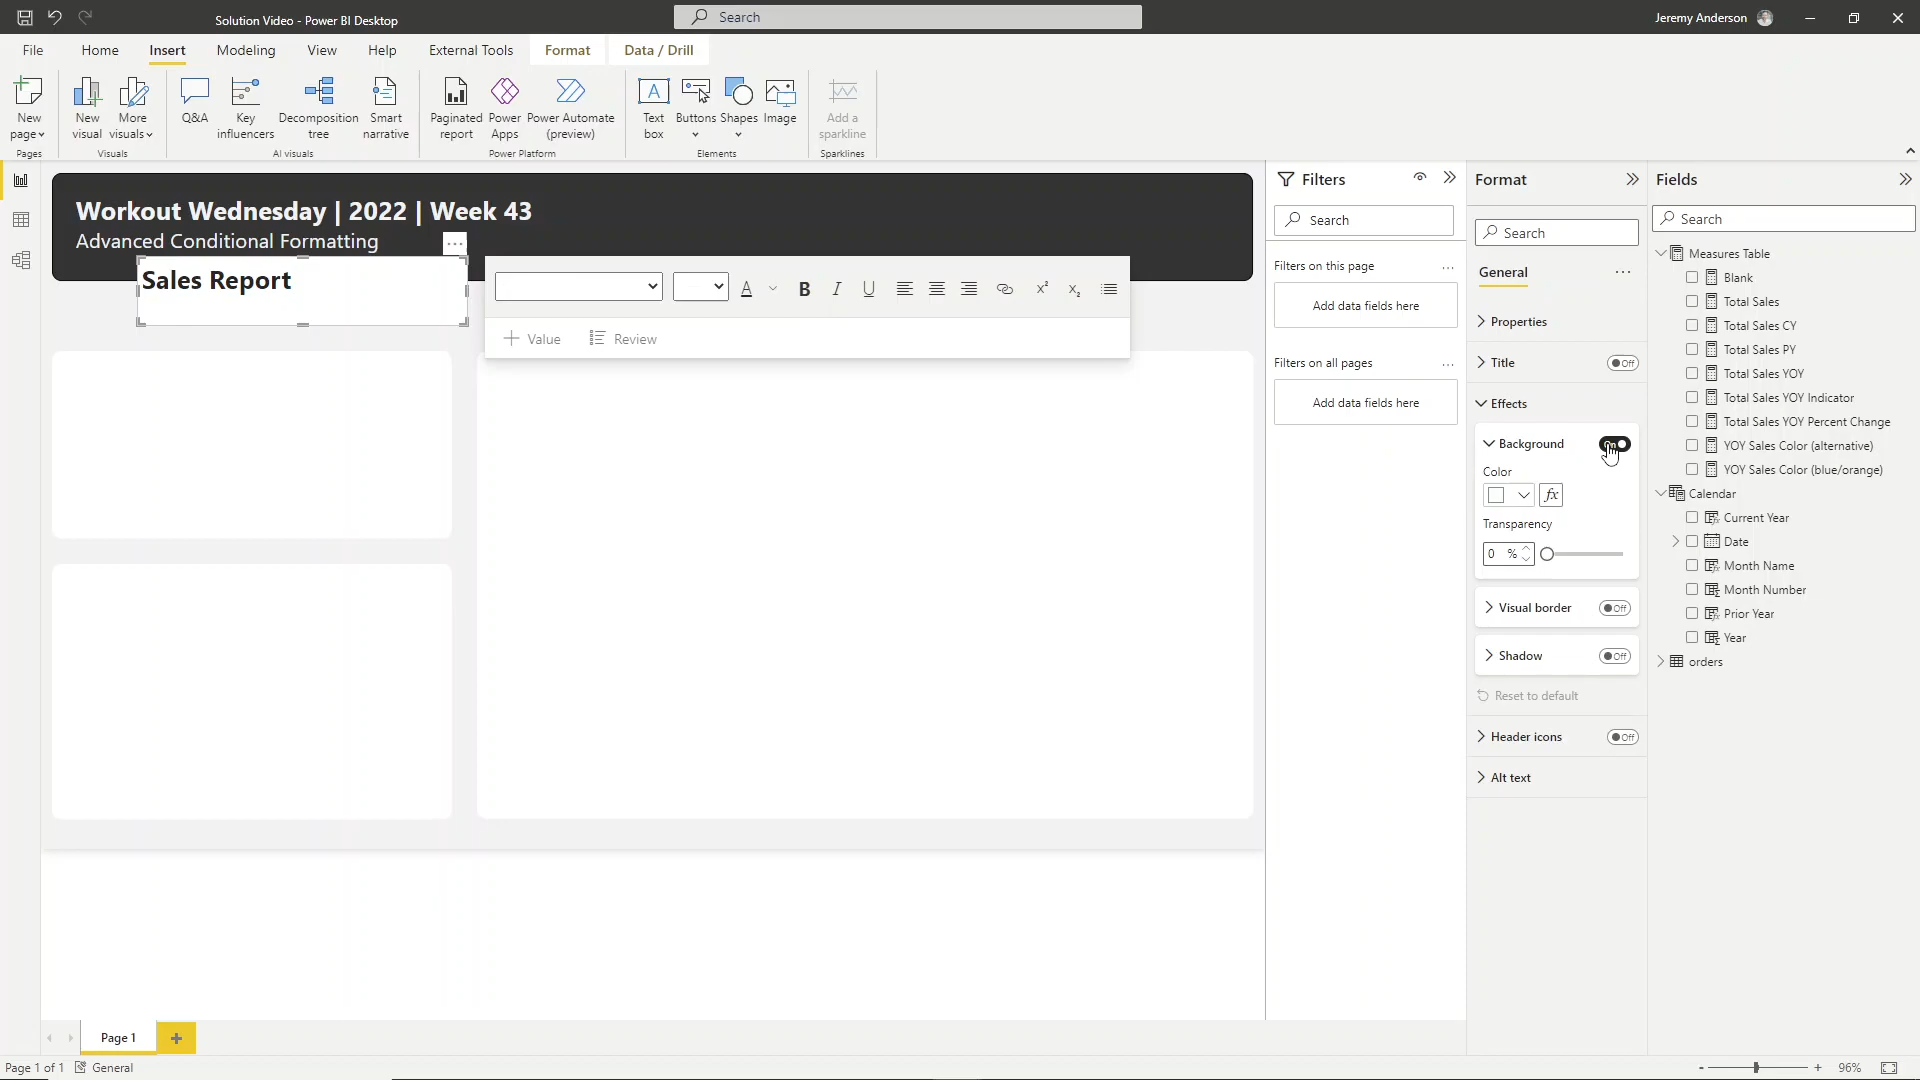 Solution Video - Power BI Desktop
Search
Jeremy Anderson
File
Home
Insert
Modeling
View
Help
External Tools
Format
Data / Drill
New page
New visual
More visuals
Q&A
Key influencers
Decomposition tree
Smart narrative
Paginated report
Power Apps
Power Automate (preview)
Text box
Buttons
Shapes
Image
Add a sparkline
Pages
Visuals
AI visuals
Power Platform
Elements
Sparklines
Workout Wednesday | 2022 | Week 43
Advanced Conditional Formatting
Sales Report
A
B
I
U
x²
x₂
Value
Review
Filters
Search
Filters on this page
Add data fields here
Filters on all pages
Add data fields here
Format
Search
General
Properties
Title
Off
Effects
Background
Color
fx
Transparency
0 %
Visual border
Off
Shadow
Off
Reset to default
Header icons
Off
Alt text
Fields
Search
Measures Table
Blank
Total Sales
Total Sales CY
Total Sales PY
Total Sales YOY
Total Sales YOY Indicator
Total Sales YOY Percent Change
YOY Sales Color (alternative)
YOY Sales Color (blue/orange)
Calendar
Current Year
Date
Month Name
Month Number
Prior Year
Year
orders
Page 1
Page 1 of 1
General
96%